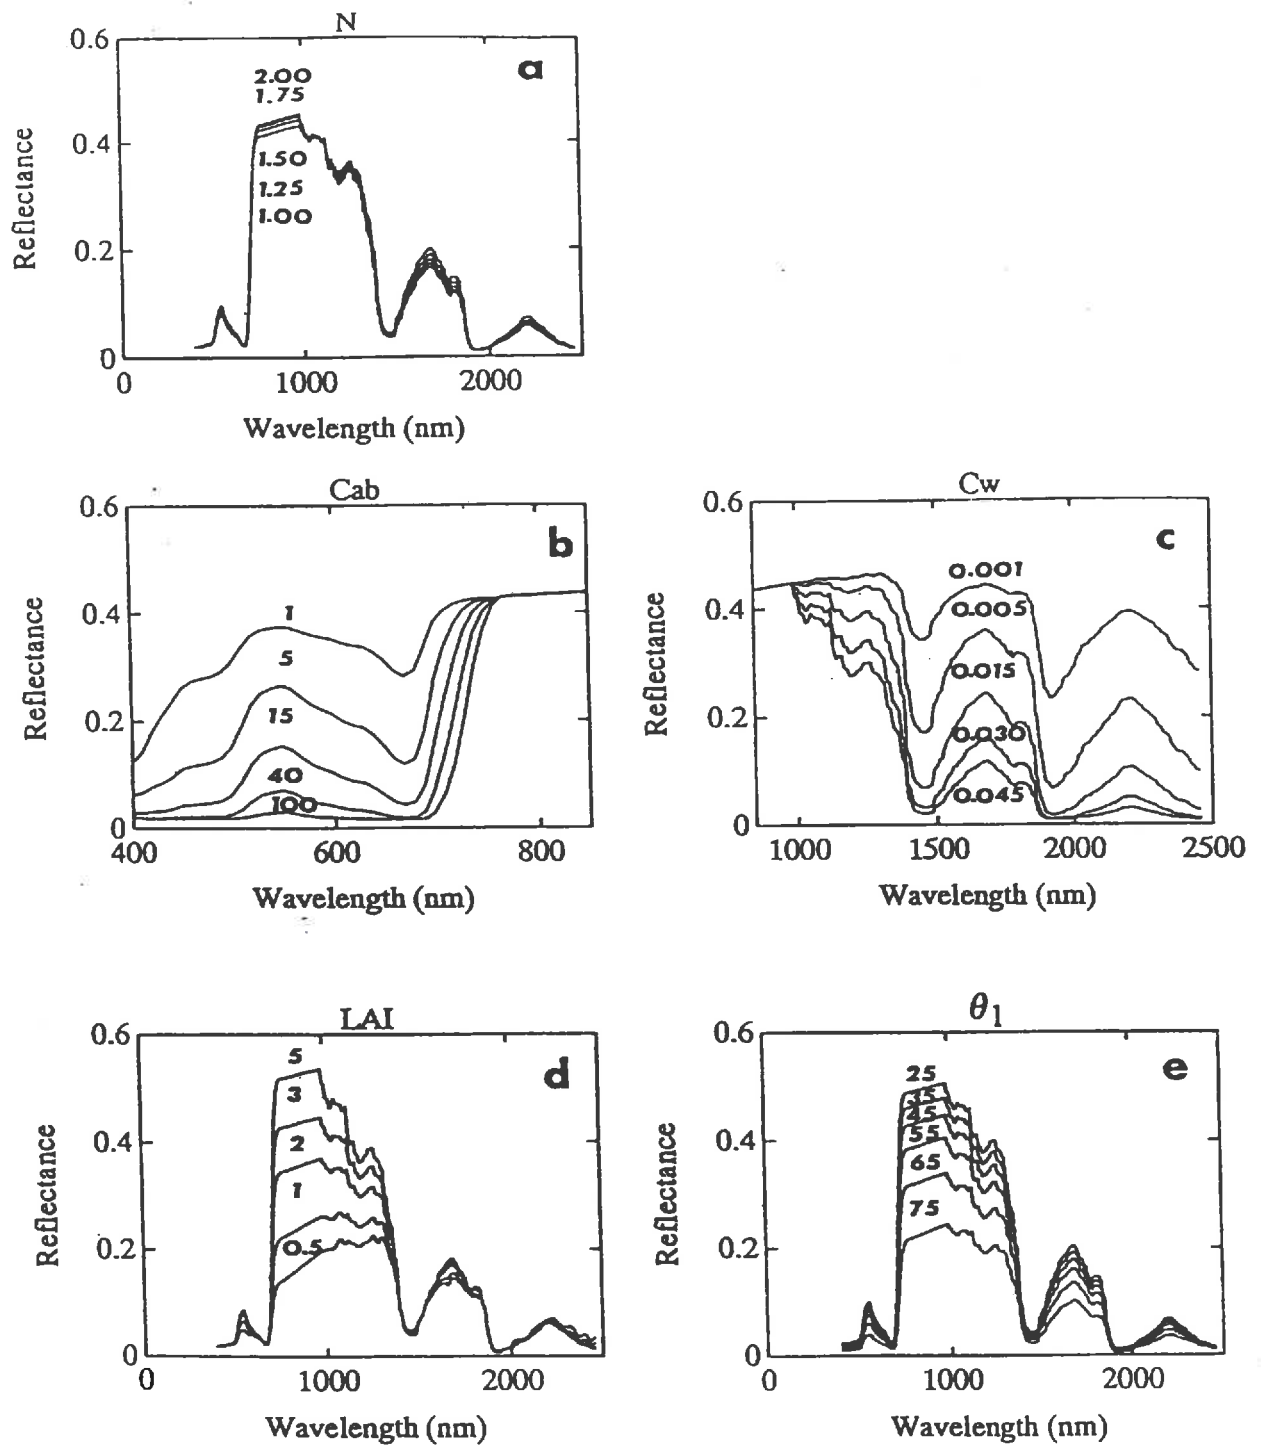 N
a
0.6
0.4
0.2
0
2.00
1.75
1.50
1.25
1.00
Reflectance
0 1000 2000
Wavelength (nm)
Cab
b
0.6
0.4
0.2
0
1
5
15
40
100
Reflectance
400 600 800
Wavelength (nm)
Cw
c
0.6
0.4
0.2
0
0.001
0.005
0.015
0.030
0.045
Reflectance
1000 1500 2000 2500
Wavelength (nm)
LAI
d
0.6
0.4
0.2
0
5
3
2
1
0.5
Reflectance
0 1000 2000
Wavelength (nm)
θ1
e
0.6
0.4
0.2
0
25
35
45
55
65
75
Reflectance
0 1000 2000
Wavelength (nm)